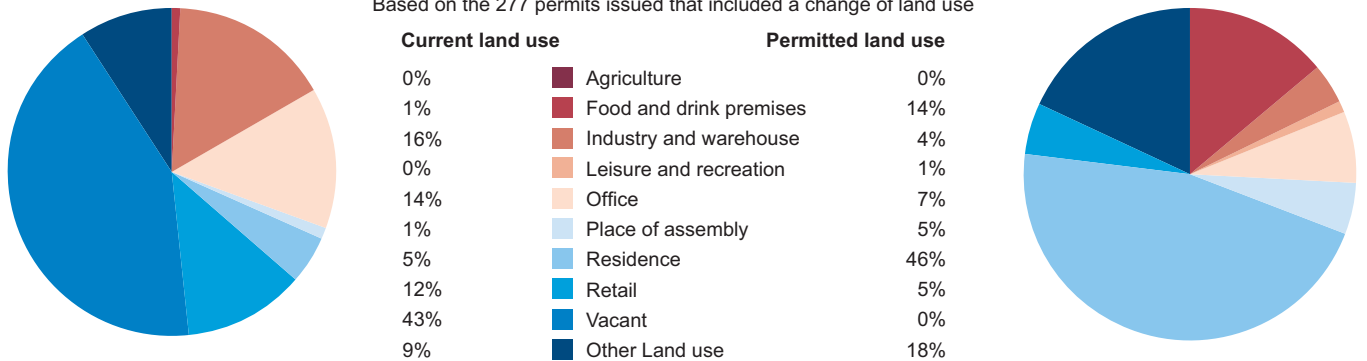 Based on the 277 permits issued that included a change of land use
Current land use Permitted land use
0% Agriculture 0%
1% Food and drink premises 14%
16% Industry and warehouse 4%
0% Leisure and recreation 1%
14% Office 7%
1% Place of assembly 5%
5% Residence 46%
12% Retail 5%
43% Vacant 0%
9% Other Land use 18%